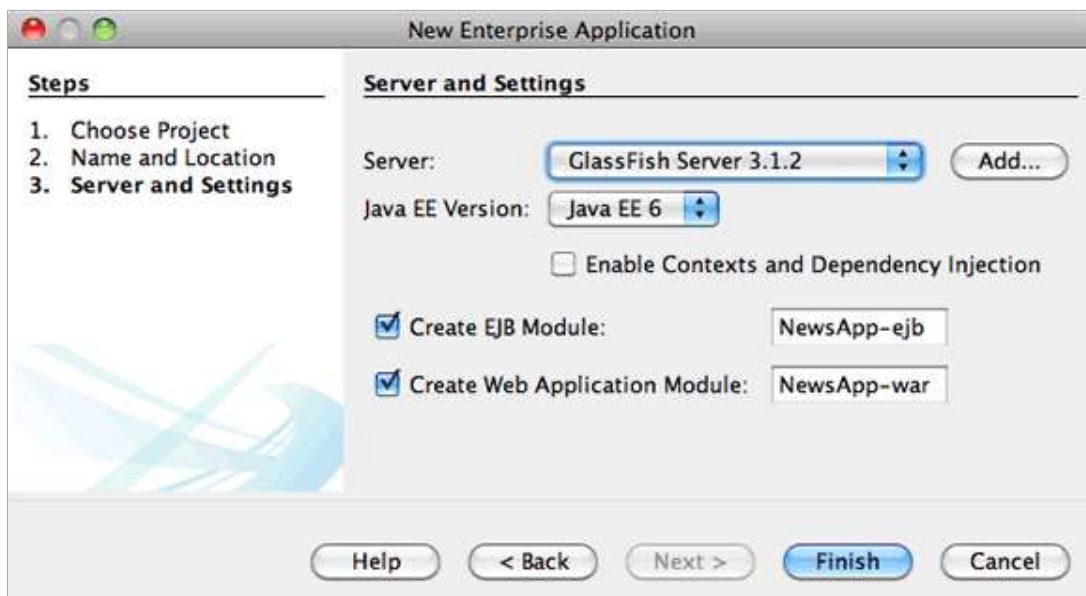 New Enterprise Application
Steps
1. Choose Project
2. Name and Location
3. Server and Settings
Server and Settings
Server: GlassFish Server 3.1.2 Add...
Java EE Version: Java EE 6
Enable Contexts and Dependency Injection
Create EJB Module: NewsApp-ejb
Create Web Application Module: NewsApp-war
Help < Back Next > Finish Cancel